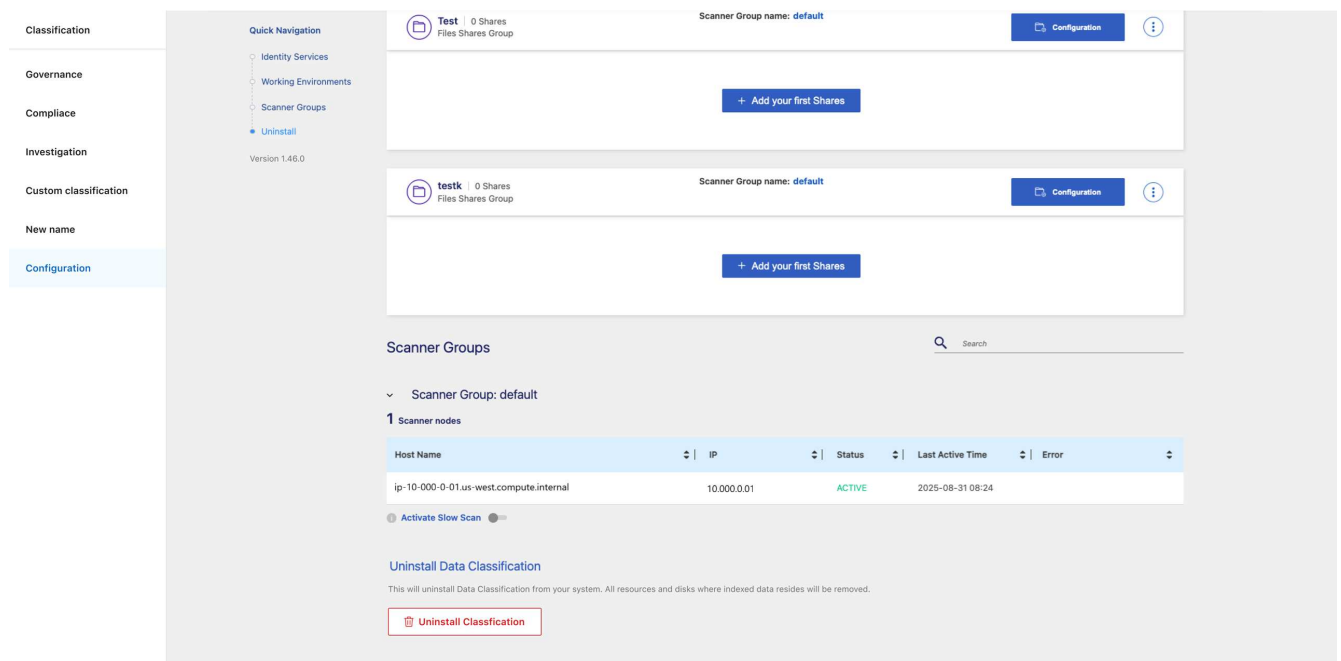 Classification
Governance
Compliace
Investigation
Custom classification
New name
Configuration
Quick Navigation
Identity Services
Working Environments
Scanner Groups
Uninstall
Version 1.46.0
Test | 0 Shares
Files Shares Group
Scanner Group name: default
Configuration
+ Add your first Shares
testk | 0 Shares
Files Shares Group
Scanner Group name: default
Configuration
+ Add your first Shares
Scanner Groups
Search
Scanner Group: default
1 Scanner nodes
Host Name | IP | Status | Last Active Time | Error
ip-10-000-0-01.us-west.compute.internal 10.000.0.01 ACTIVE 2025-08-31 08:24
Activate Slow Scan
Uninstall Data Classification
This will uninstall Data Classification from your system. All resources and disks where indexed data resides will be removed.
Uninstall Classfication